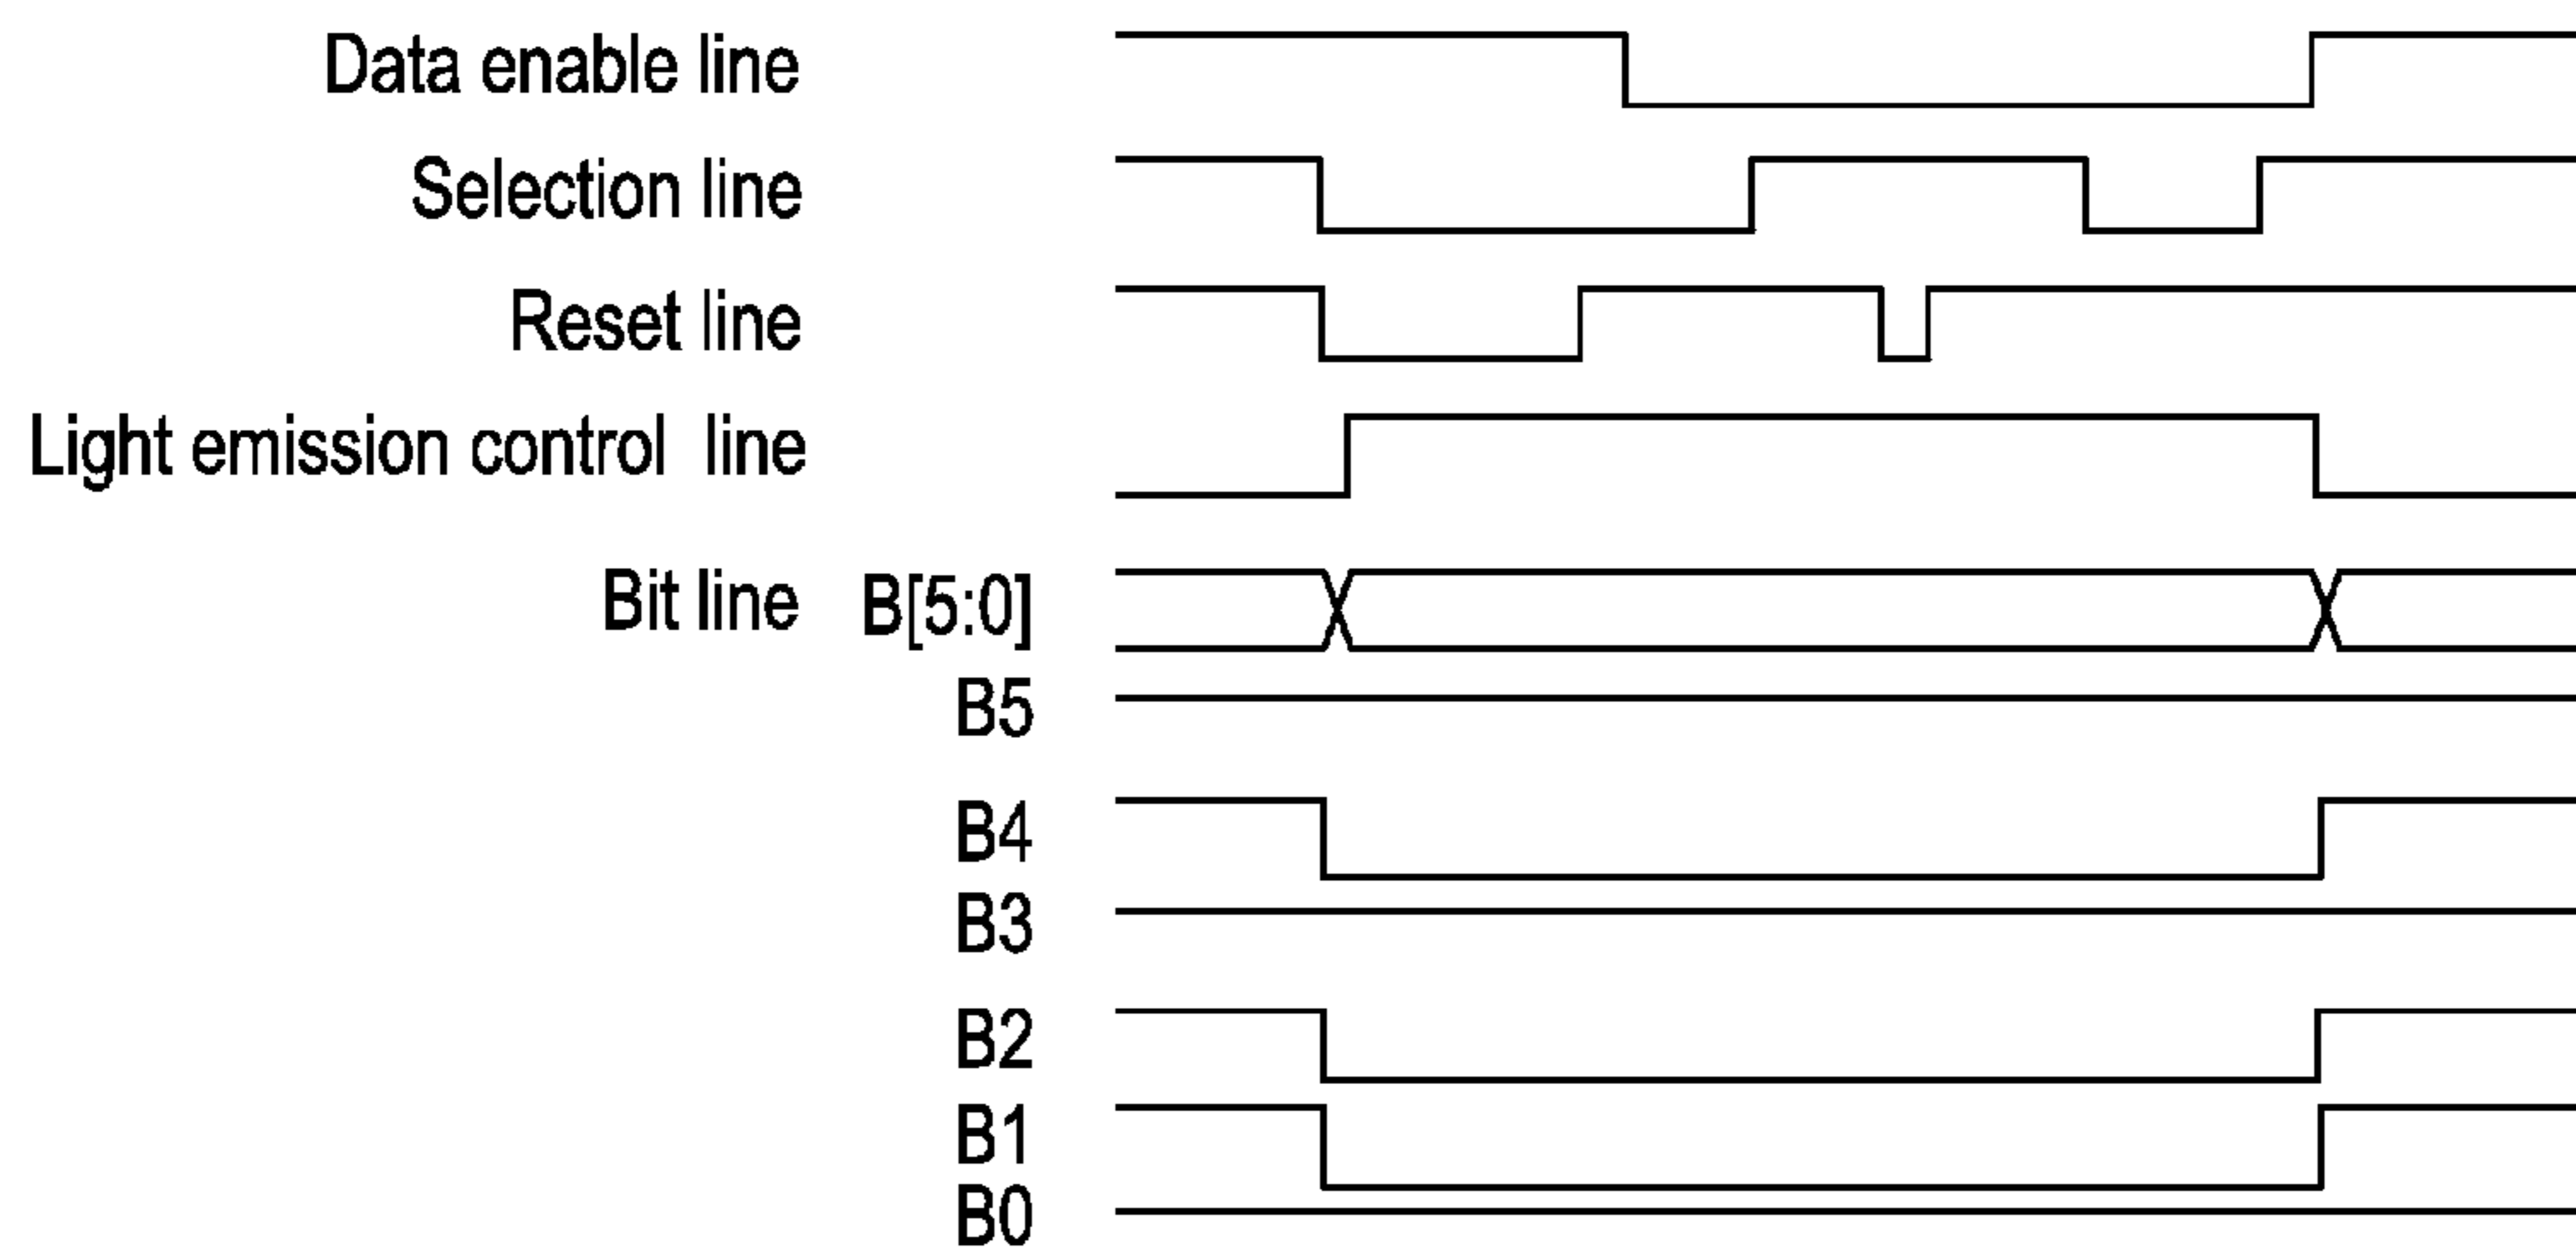 Data enable line
Selection line
Reset line
Light emission control line
Bit line B[5:0]
B5
B4
B3
B2
B1
B0